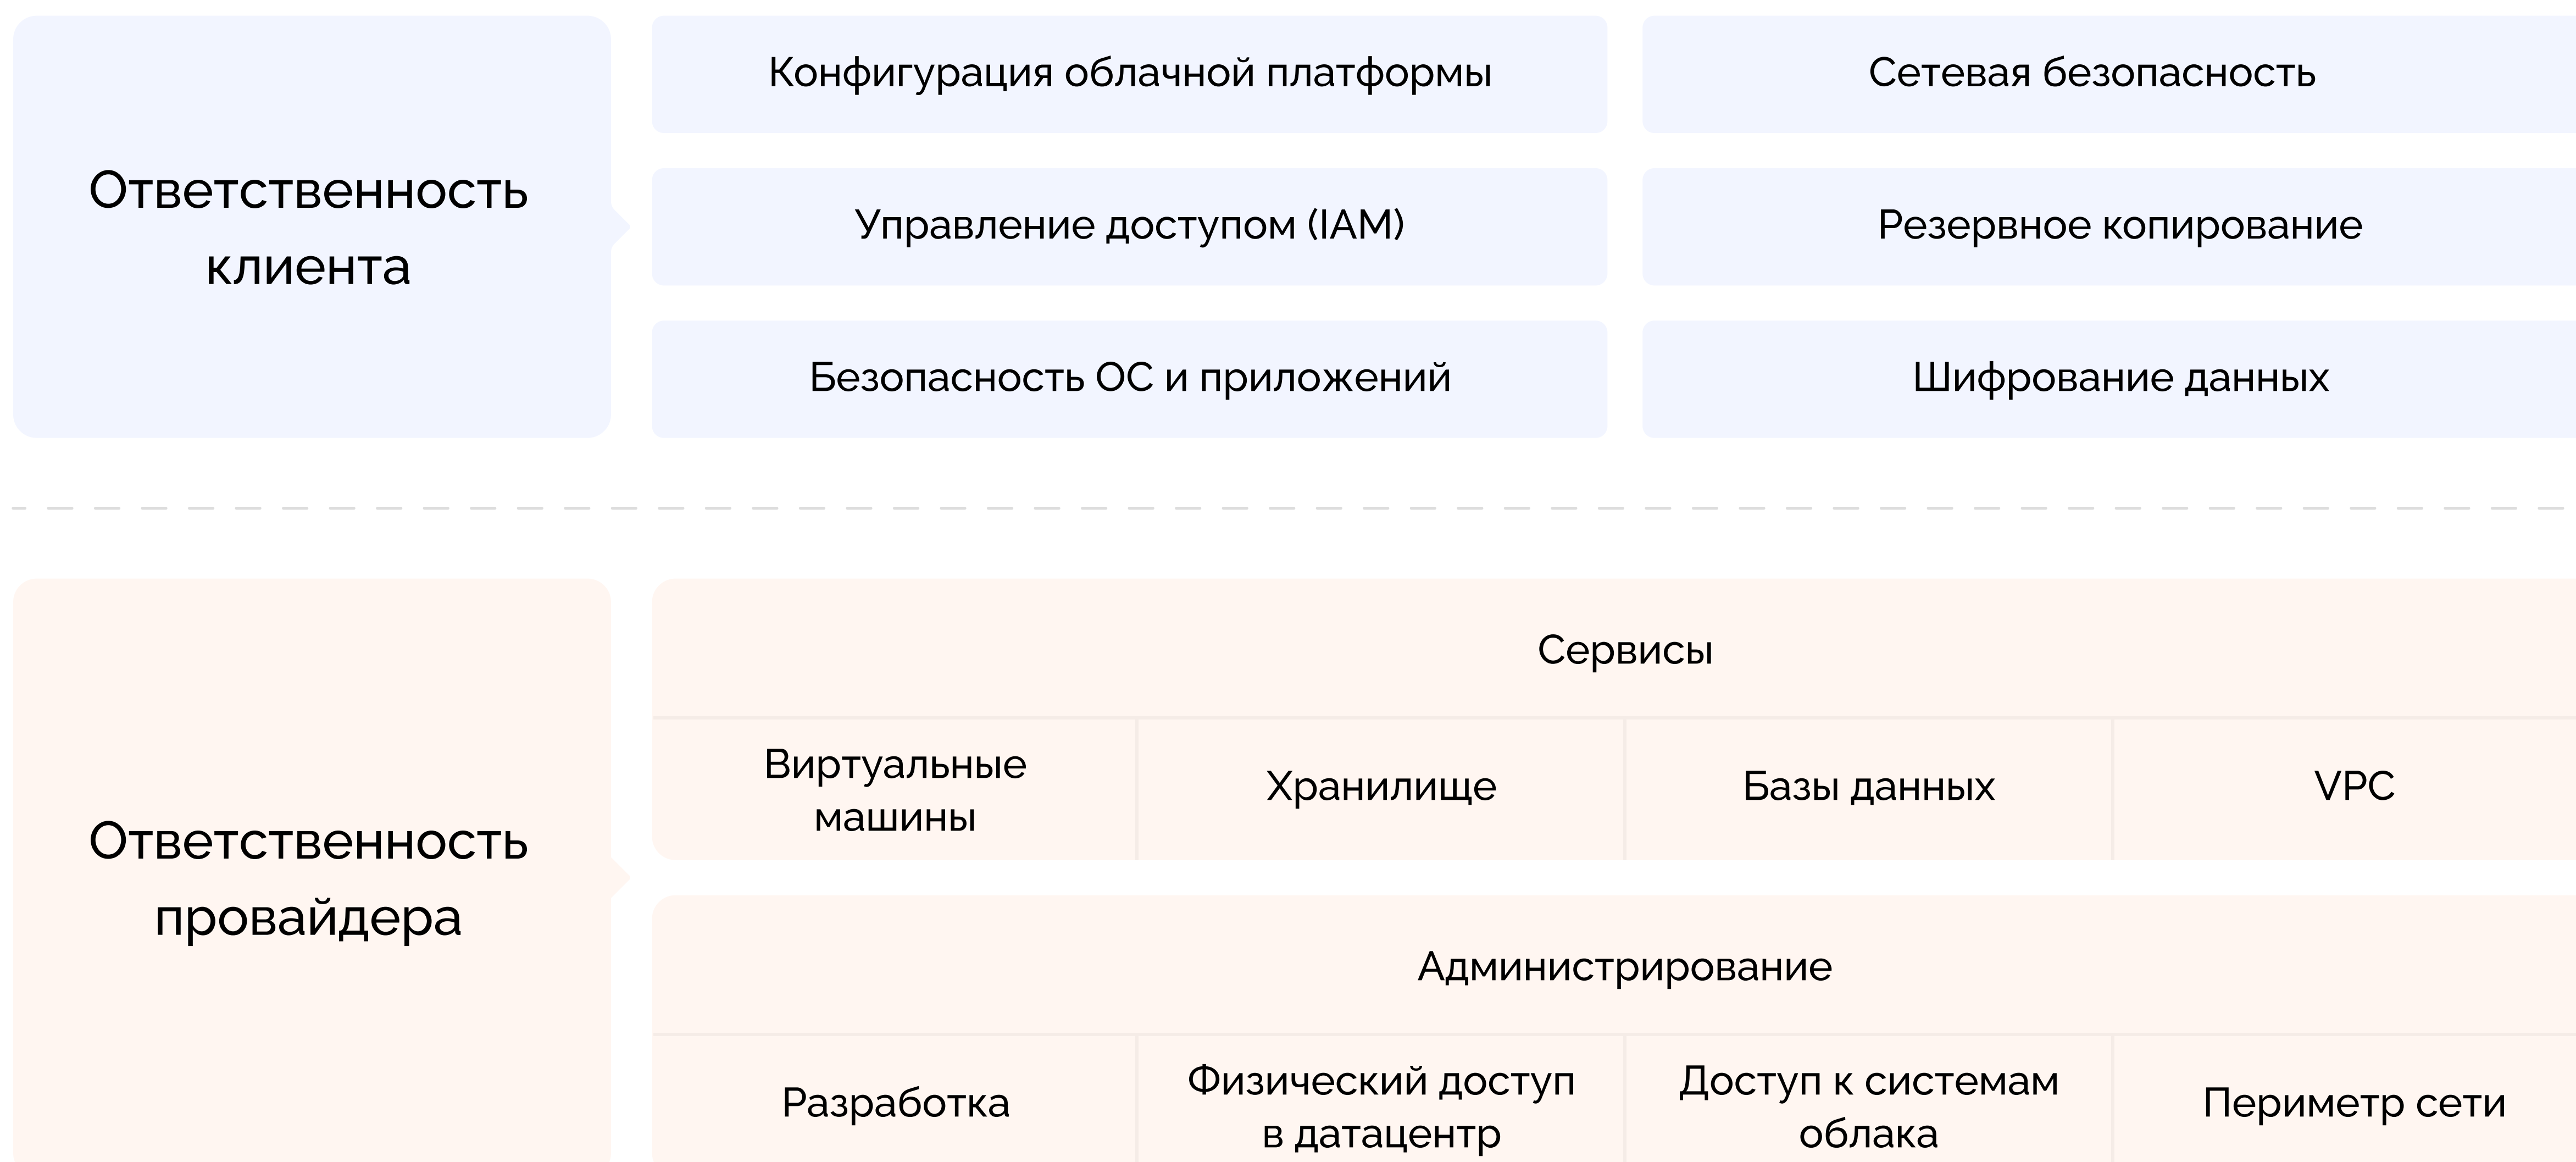 Ответственность
клиента
Конфигурация облачной платформы
Сетевая безопасность
Управление доступом (IAM)
Резервное копирование
Безопасность ОС и приложений
Шифрование данных
Ответственность
провайдера
Сервисы
Виртуальные
машины
Хранилище
Базы данных
VPC
Администрирование
Разработка
Физический доступ
в датацентр
Доступ к системам
облака
Периметр сети